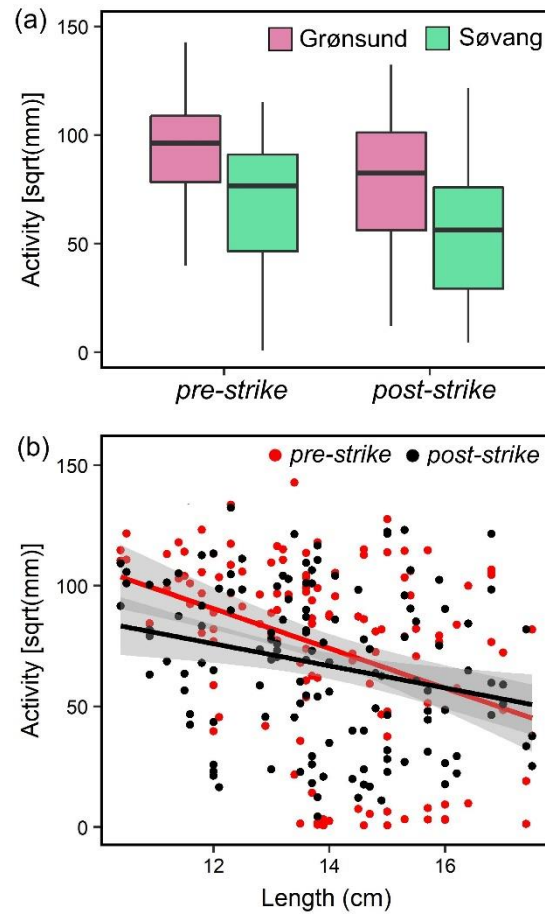 (a)
150
Grønsund Søvang
100
50
0
Activity [sqrt(mm)]
pre-strike post-strike
(b)
150
pre-strike post-strike
100
50
0
Activity [sqrt(mm)]
12 14 16
Length (cm)